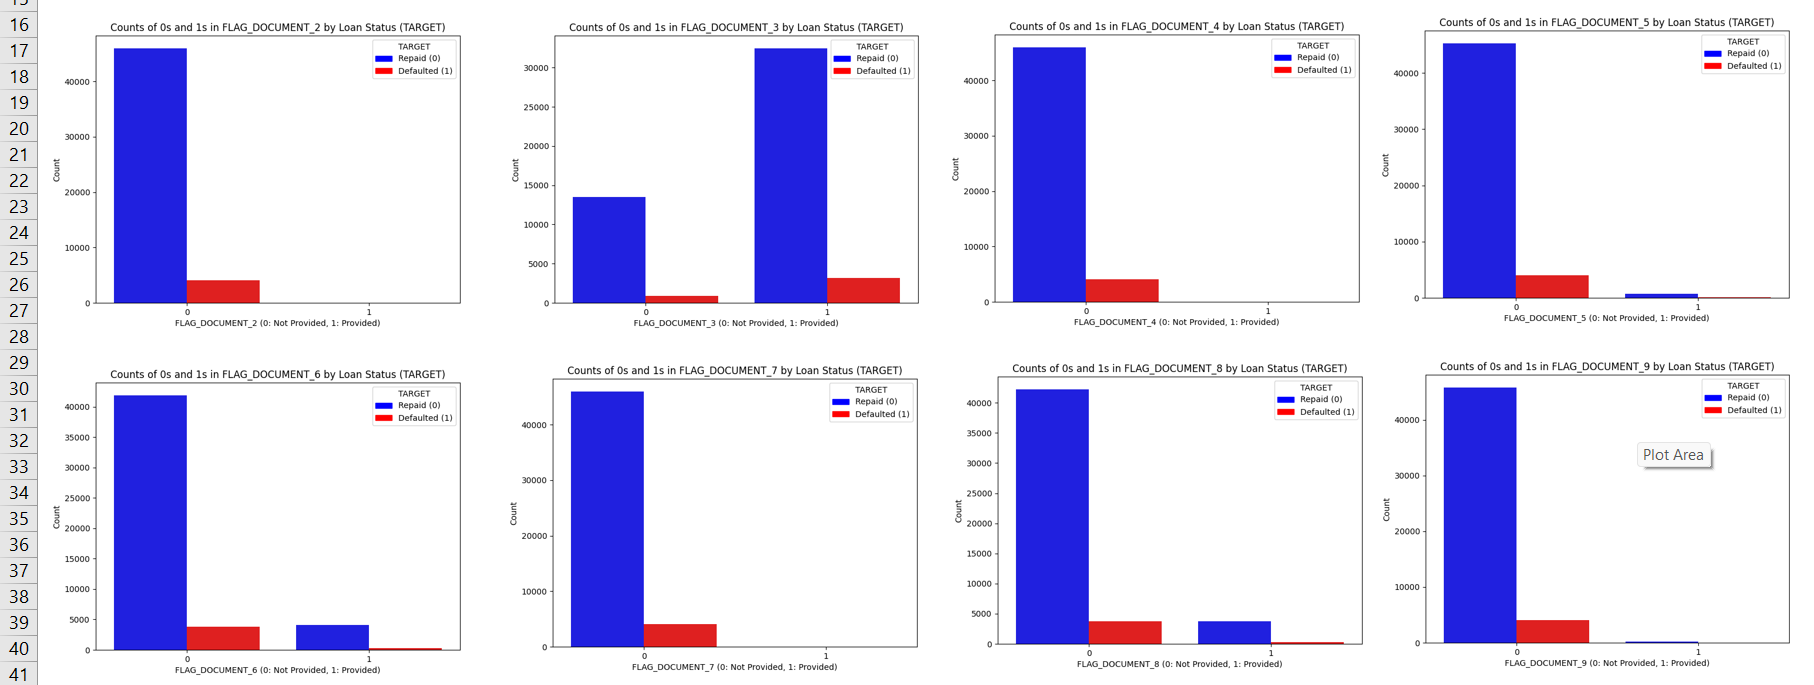 15
16
17
18
19
20
21
22
23
24
25
26
27
28
29
30
31
32
33
34
35
36
37
38
39
40
41
Counts of 0s and 1s in FLAG_DOCUMENT_2 by Loan Status (TARGET)
TARGET
Repaid (0)
Defaulted (1)
40000
30000
20000
10000
0
Count
0 1
FLAG_DOCUMENT_2 (0: Not Provided, 1: Provided)
Counts of 0s and 1s in FLAG_DOCUMENT_3 by Loan Status (TARGET)
TARGET
Repaid (0)
Defaulted (1)
30000
25000
20000
15000
10000
5000
0
Count
0 1
FLAG_DOCUMENT_3 (0: Not Provided, 1: Provided)
Counts of 0s and 1s in FLAG_DOCUMENT_4 by Loan Status (TARGET)
TARGET
Repaid (0)
Defaulted (1)
40000
30000
20000
10000
0
Count
0 1
FLAG_DOCUMENT_4 (0: Not Provided, 1: Provided)
Counts of 0s and 1s in FLAG_DOCUMENT_5 by Loan Status (TARGET)
TARGET
Repaid (0)
Defaulted (1)
40000
30000
20000
10000
0
Count
0 1
FLAG_DOCUMENT_5 (0: Not Provided, 1: Provided)
Counts of 0s and 1s in FLAG_DOCUMENT_6 by Loan Status (TARGET)
TARGET
Repaid (0)
Defaulted (1)
40000
35000
30000
25000
20000
15000
10000
5000
0
Count
0 1
FLAG_DOCUMENT_6 (0: Not Provided, 1: Provided)
Counts of 0s and 1s in FLAG_DOCUMENT_7 by Loan Status (TARGET)
TARGET
Repaid (0)
Defaulted (1)
40000
30000
20000
10000
0
Count
0 1
FLAG_DOCUMENT_7 (0: Not Provided, 1: Provided)
Counts of 0s and 1s in FLAG_DOCUMENT_8 by Loan Status (TARGET)
TARGET
Repaid (0)
Defaulted (1)
40000
35000
30000
25000
20000
15000
10000
5000
0
Count
0 1
FLAG_DOCUMENT_8 (0: Not Provided, 1: Provided)
Counts of 0s and 1s in FLAG_DOCUMENT_9 by Loan Status (TARGET)
TARGET
Repaid (0)
Defaulted (1)
Plot Area
40000
30000
20000
10000
0
Count
0 1
FLAG_DOCUMENT_9 (0: Not Provided, 1: Provided)